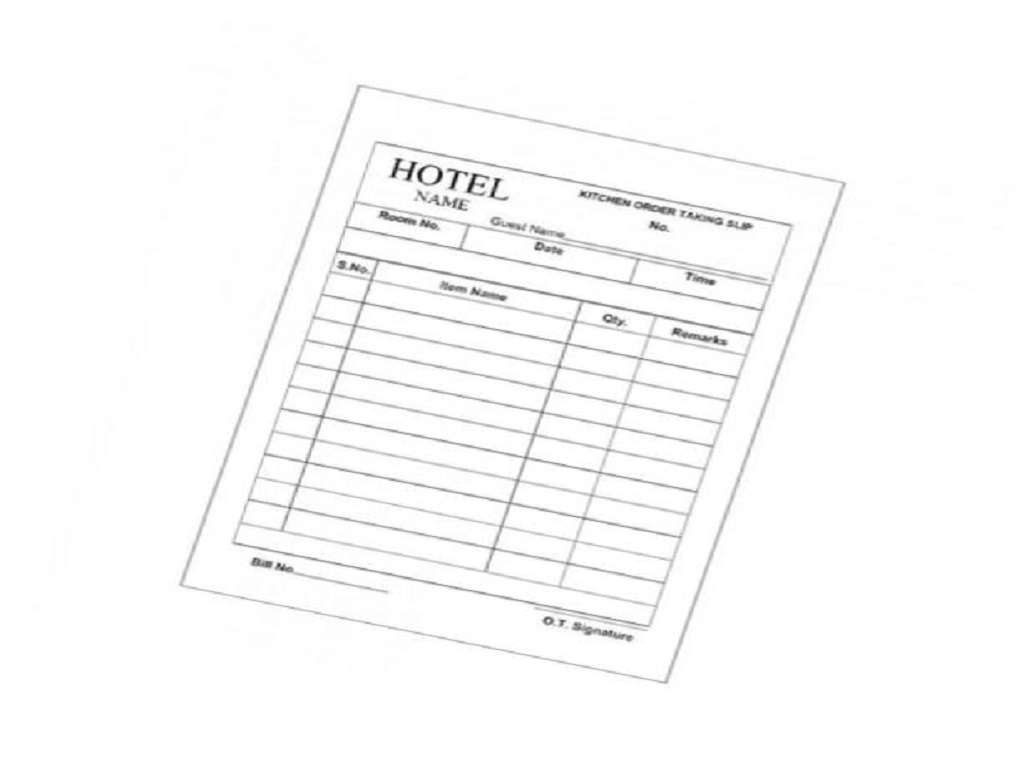 HOTEL
NAME
KITCHEN ORDER TAKING SLIP
No.
Guest Name
Room No. Date Time
S.No. Item Name Qty. Remarks
Bill No.
O.T. Signature